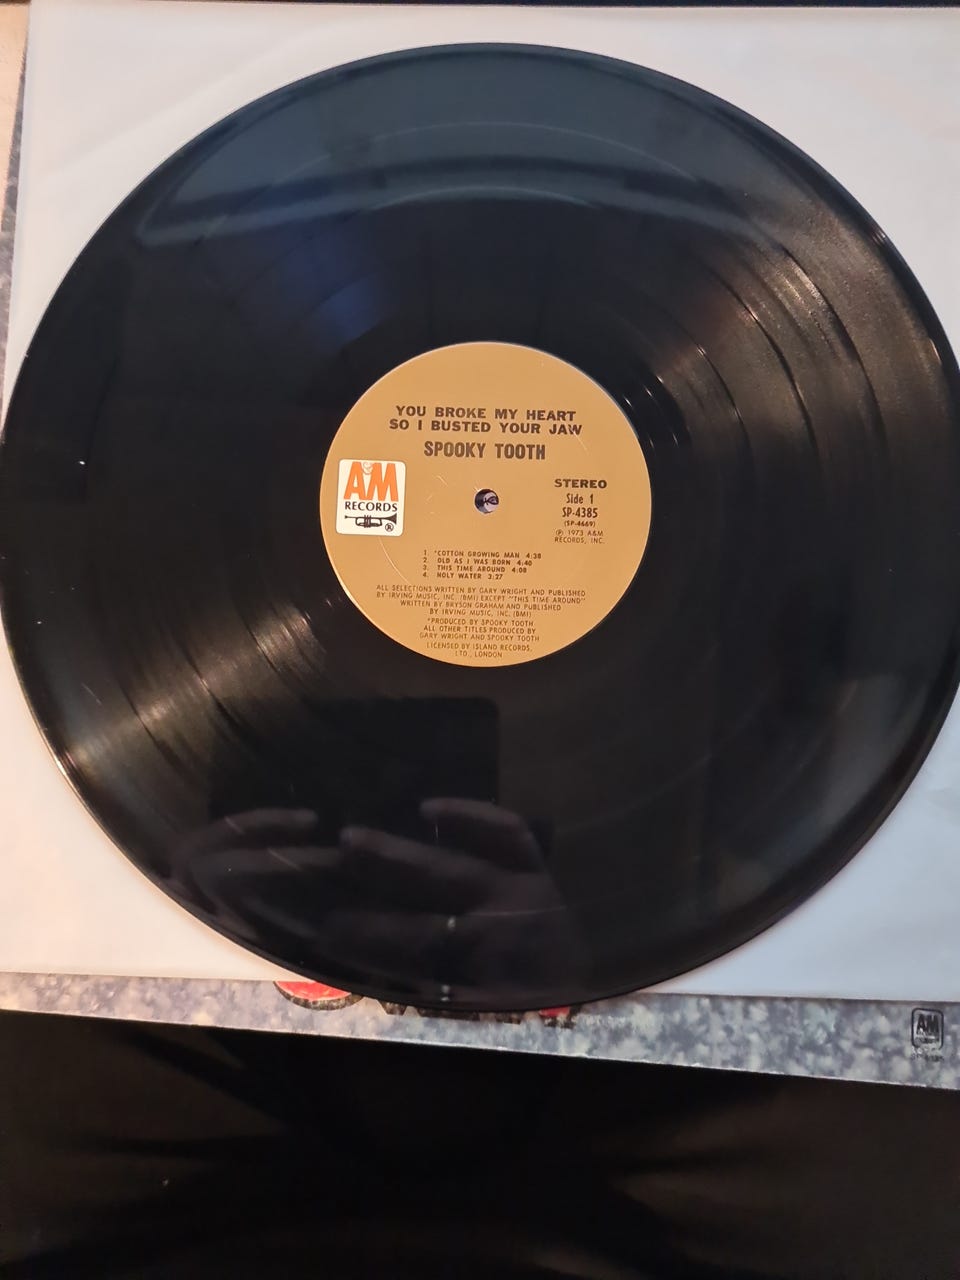 YOU BROKE MY HEART
SO I BUSTED YOUR JAW
SPOOKY TOOTH
A&M
RECORDS
®
STEREO
Side 1
SP-4385
(SP-4669)
℗ 1973 A&M
RECORDS, INC.
1. *COTTON GROWING MAN 4:38
2. OLD AS I WAS BORN 4:40
3. THIS TIME AROUND 4:08
4. HOLY WATER 3:27
ALL SELECTIONS WRITTEN BY GARY WRIGHT AND PUBLISHED
BY IRVING MUSIC, INC. (BMI) EXCEPT "THIS TIME AROUND"
WRITTEN BY BRYSON GRAHAM AND PUBLISHED
BY IRVING MUSIC, INC. (BMI)
*PRODUCED BY SPOOKY TOOTH
ALL OTHER TITLES PRODUCED BY
GARY WRIGHT AND SPOOKY TOOTH
LICENSED BY ISLAND RECORDS,
LTD., LONDON
A&M